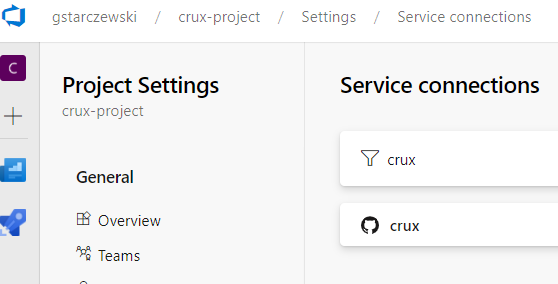 gstarczewski / crux-project / Settings / Service connections
C
Project Settings
crux-project
General
Overview
Teams
Service connections
crux
crux